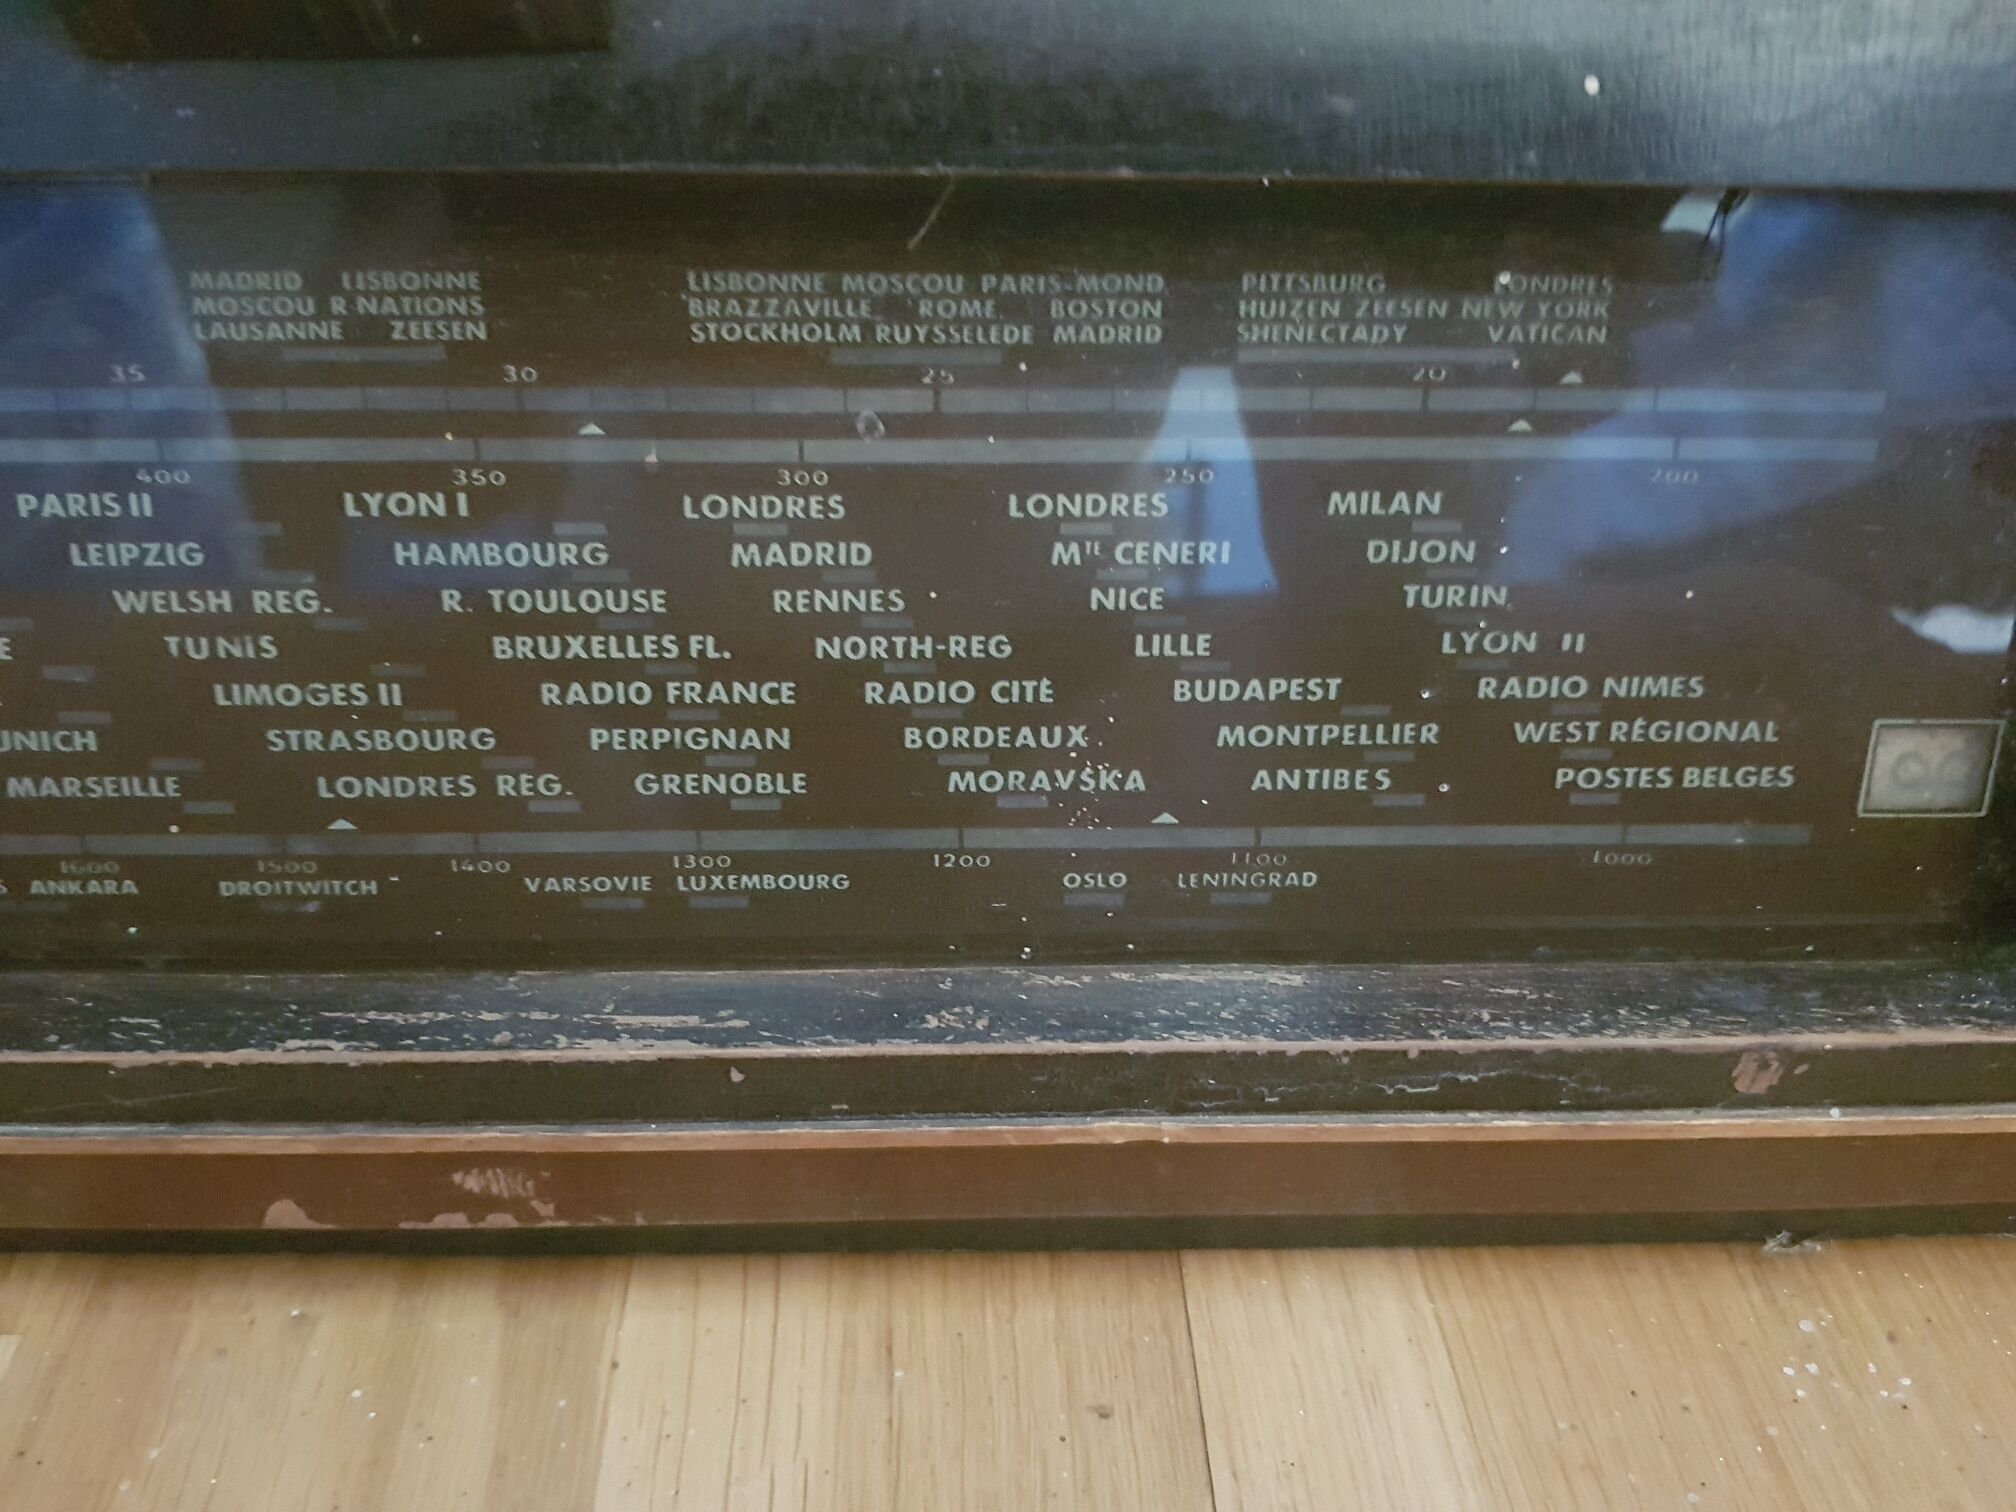 MADRID LISBONNE LISBONNE MOSCOU PARIS-MOND PITTSBURG LONDRES
MOSCOU R·NATIONS BRAZZAVILLE ROME BOSTON HUIZEN ZEESEN NEW YORK
LAUSANNE ZEESEN STOCKHOLM RUYSSELEDE MADRID SHENECTADY VATICAN
35 30 25 20
400 350 300 250 200
PARIS II LYON I LONDRES LONDRES MILAN
LEIPZIG HAMBOURG MADRID MTE CENERI DIJON
WELSH REG. R. TOULOUSE RENNES NICE TURIN
E TUNIS BRUXELLES FL. NORTH-REG LILLE LYON II
LIMOGES II RADIO FRANCE RADIO CITÉ BUDAPEST RADIO NIMES
UNICH STRASBOURG PERPIGNAN BORDEAUX MONTPELLIER WEST RÉGIONAL
MARSEILLE LONDRES REG. GRENOBLE MORAVSKA ANTIBES POSTES BELGES
1600 1500 1400 1300 1200 1100 1000
ANKARA DROITWITCH VARSOVIE LUXEMBOURG OSLO LENINGRAD